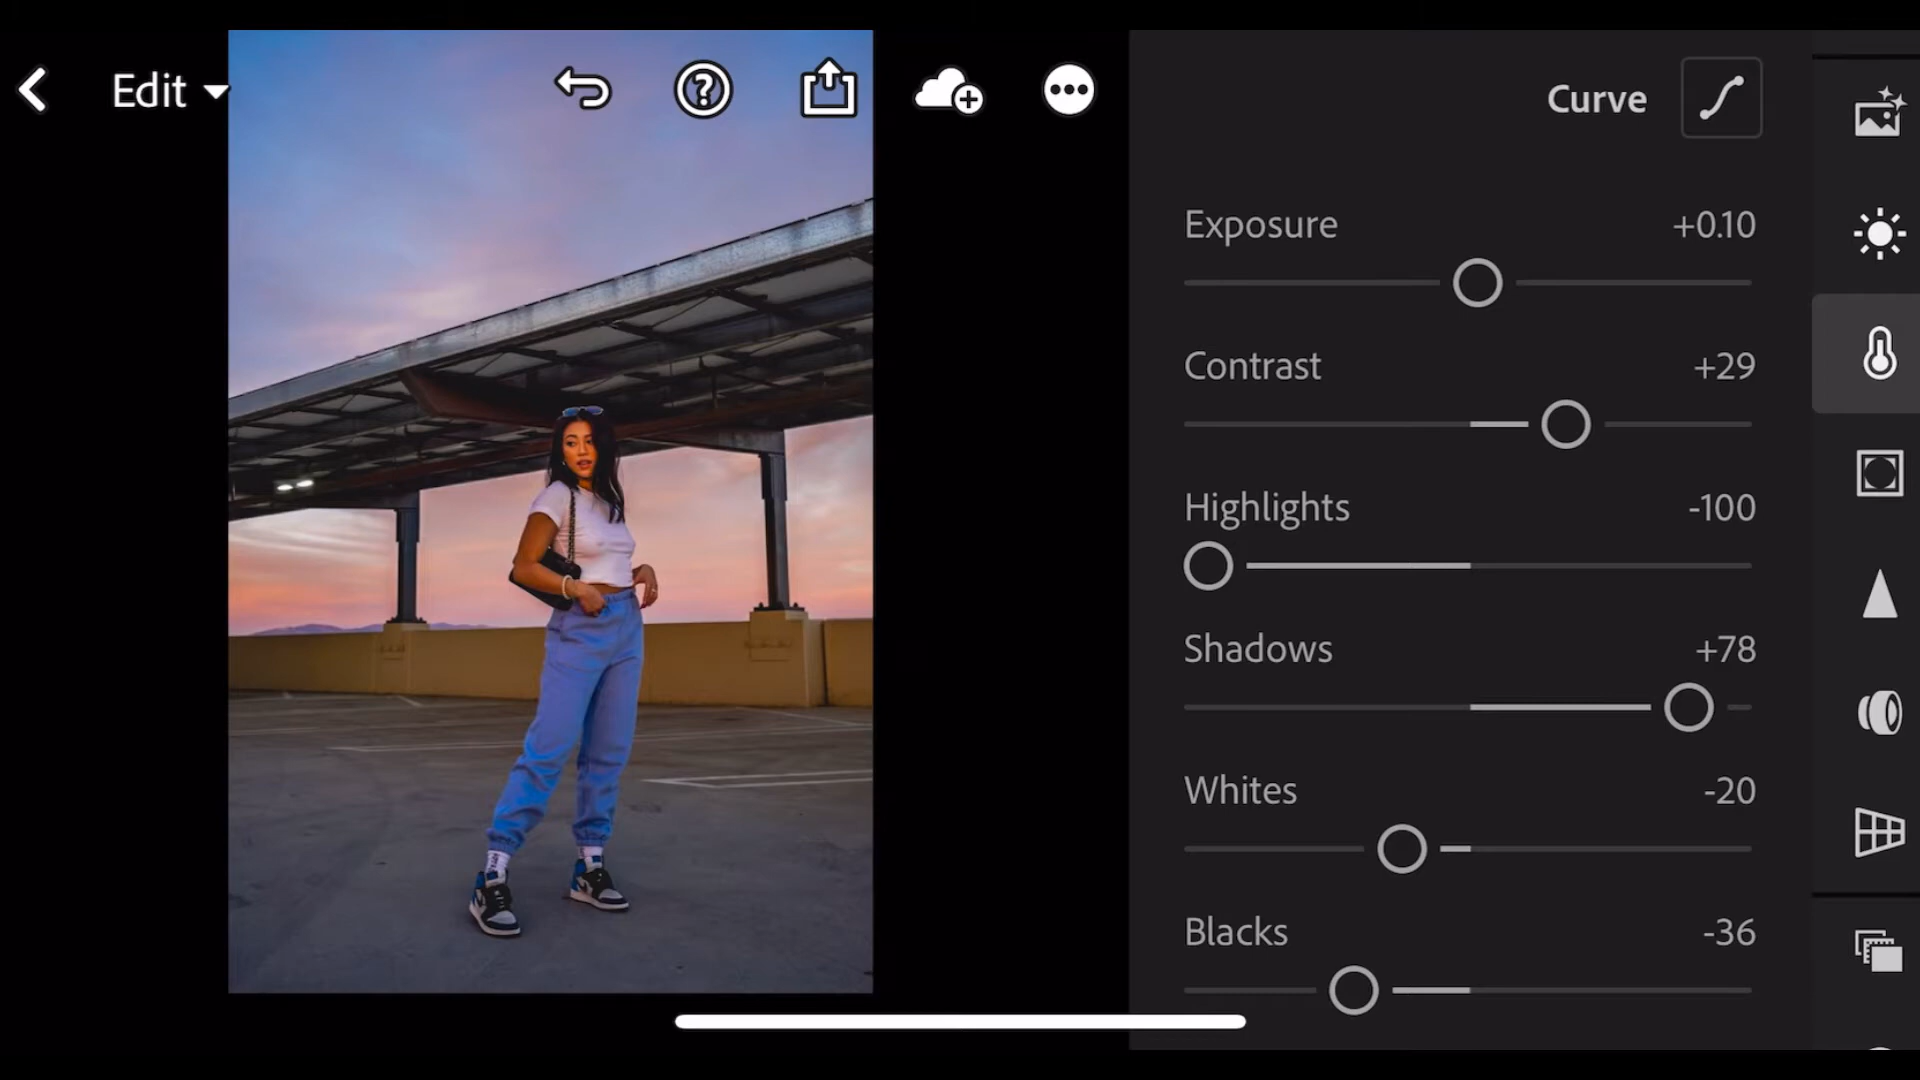 Edit
Curve
Exposure +0.10
Contrast +29
Highlights -100
Shadows +78
Whites -20
Blacks -36